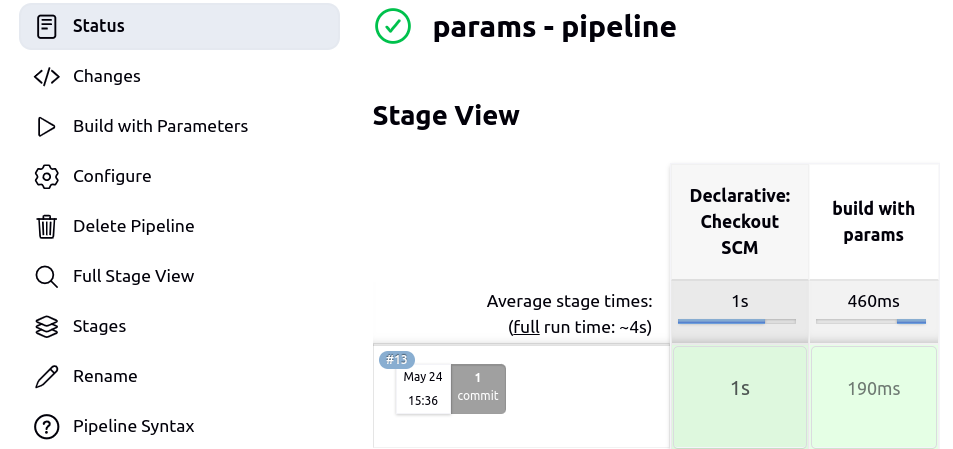 Status
Changes
Build with Parameters
Configure
Delete Pipeline
Full Stage View
Stages
Rename
Pipeline Syntax
params - pipeline
Stage View
Declarative:
Checkout
SCM
build with
params
Average stage times:
(full run time: ~4s)
1s
460ms
#13
May 24
15:36
1
commit
1s
190ms